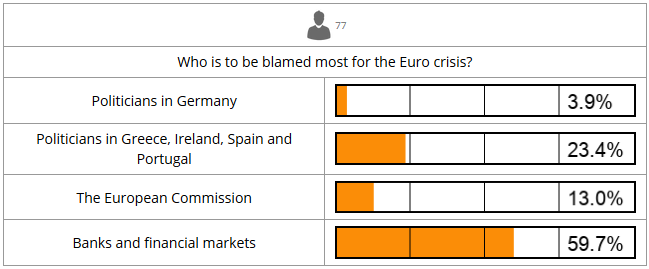 77
Who is to be blamed most for the Euro crisis?
Politicians in Germany
3.9%
Politicians in Greece, Ireland, Spain and
Portugal
23.4%
The European Commission
13.0%
Banks and financial markets
59.7%